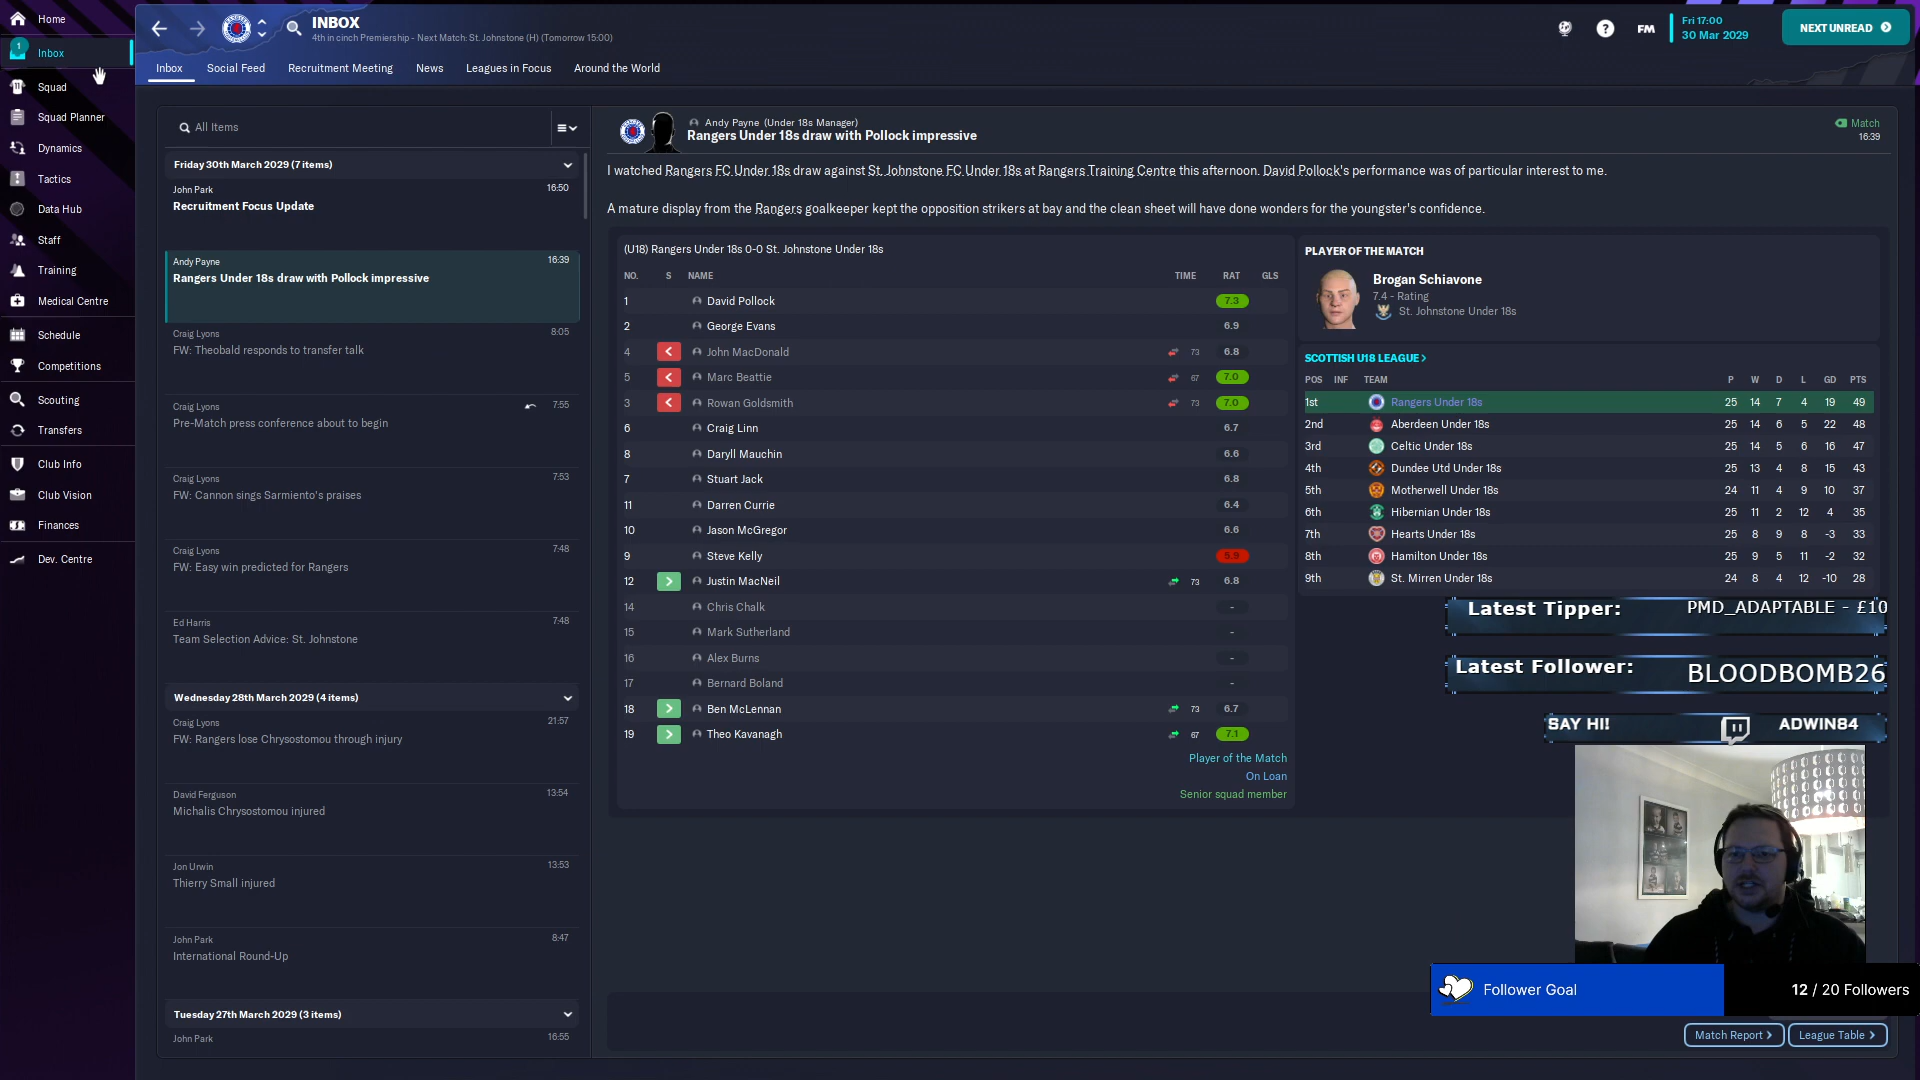 Home
1
Inbox
Squad
Squad Planner
Dynamics
Tactics
Data Hub
Staff
Training
Medical Centre
Schedule
Competitions
Scouting
Transfers
Club Info
Club Vision
Finances
Dev. Centre
INBOX
4th in cinch Premiership - Next Match: St. Johnstone (H) (Tomorrow 15:00)
FM
Fri 17:00
30 Mar 2029
NEXT UNREAD
Inbox Social Feed Recruitment Meeting News Leagues in Focus Around the World
All Items
Friday 30th March 2029 (7 items)
John Park 16:50
Recruitment Focus Update
Andy Payne 16:39
Rangers Under 18s draw with Pollock impressive
Craig Lyons 8:05
FW: Theobald responds to transfer talk
Craig Lyons 7:55
Pre-Match press conference about to begin
Craig Lyons 7:53
FW: Cannon sings Sarmiento's praises
Craig Lyons 7:48
FW: Easy win predicted for Rangers
Ed Harris 7:48
Team Selection Advice: St. Johnstone
Wednesday 28th March 2029 (4 items)
Craig Lyons 21:57
FW: Rangers lose Chrysostomou through injury
David Ferguson 13:54
Michalis Chrysostomou injured
Jon Urwin 13:53
Thierry Small injured
John Park 8:47
International Round-Up
Tuesday 27th March 2029 (3 items)
John Park 16:55
Andy Payne (Under 18s Manager)
Rangers Under 18s draw with Pollock impressive
Match
16:39
I watched Rangers FC Under 18s draw against St. Johnstone FC Under 18s at Rangers Training Centre this afternoon. David Pollock's performance was of particular interest to me.
A mature display from the Rangers goalkeeper kept the opposition strikers at bay and the clean sheet will have done wonders for the youngster's confidence.
(U18) Rangers Under 18s 0-0 St. Johnstone Under 18s
NO. S NAME TIME RAT GLS
1 David Pollock 7.3
2 George Evans 6.9
4 John MacDonald 73 6.8
5 Marc Beattie 67 7.0
3 Rowan Goldsmith 73 7.0
6 Craig Linn 6.7
8 Daryll Mauchin 6.6
7 Stuart Jack 6.8
11 Darren Currie 6.4
10 Jason McGregor 6.6
9 Steve Kelly 5.9
12 Justin MacNeil 73 6.8
14 Chris Chalk -
15 Mark Sutherland -
16 Alex Burns -
17 Bernard Boland -
18 Ben McLennan 73 6.7
19 Theo Kavanagh 67 7.1
Player of the Match
On Loan
Senior squad member
PLAYER OF THE MATCH
Brogan Schiavone
7.4 - Rating
St. Johnstone Under 18s
SCOTTISH U18 LEAGUE >
POS INF TEAM P W D L GD PTS
1st Rangers Under 18s 25 14 7 4 19 49
2nd Aberdeen Under 18s 25 14 6 5 22 48
3rd Celtic Under 18s 25 14 5 6 16 47
4th Dundee Utd Under 18s 25 13 4 8 15 43
5th Motherwell Under 18s 24 11 4 9 10 37
6th Hibernian Under 18s 25 11 2 12 4 35
7th Hearts Under 18s 25 8 9 8 -3 33
8th Hamilton Under 18s 25 9 5 11 -2 32
9th St. Mirren Under 18s 24 8 4 12 -10 28
Latest Tipper: PMD_ADAPTABLE - £10
Latest Follower: BLOODBOMB26
SAY HI! ADWIN84
Follower Goal 12 / 20 Followers
Match Report > League Table >